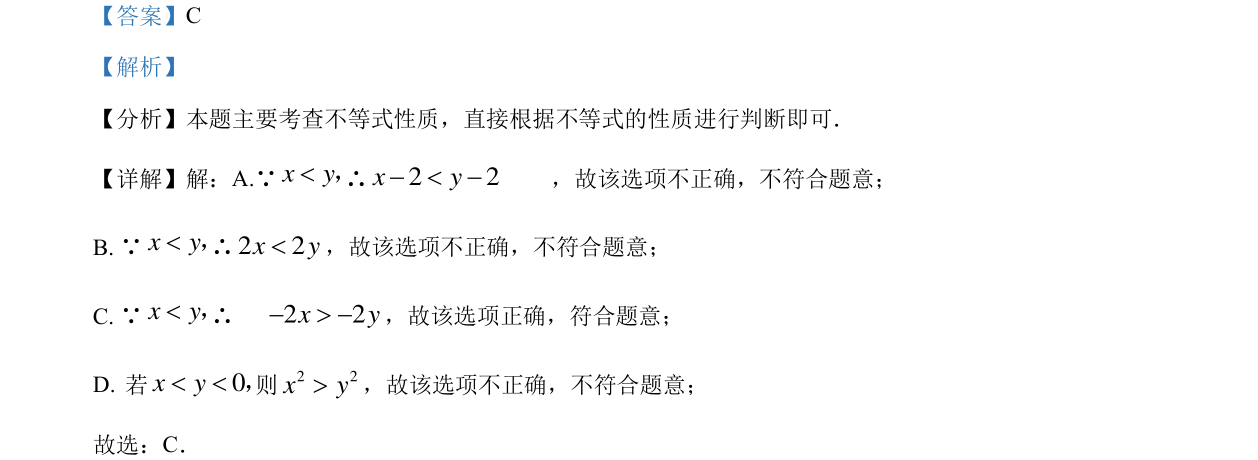 【答案】C
【解析】
【分析】本题主要考查不等式性质，直接根据不等式的性质进行判断即可．
【详解】解：A.∵ x < y，∴ x − 2 < y − 2 ，故该选项不正确，不符合题意；
B. ∵ x < y，∴ 2x < 2y，故该选项不正确，不符合题意；
C. ∵ x < y，∴ −2x > −2y，故该选项正确，符合题意；
D. 若 x < y < 0，则 x² > y²，故该选项不正确，不符合题意；
故选：C．